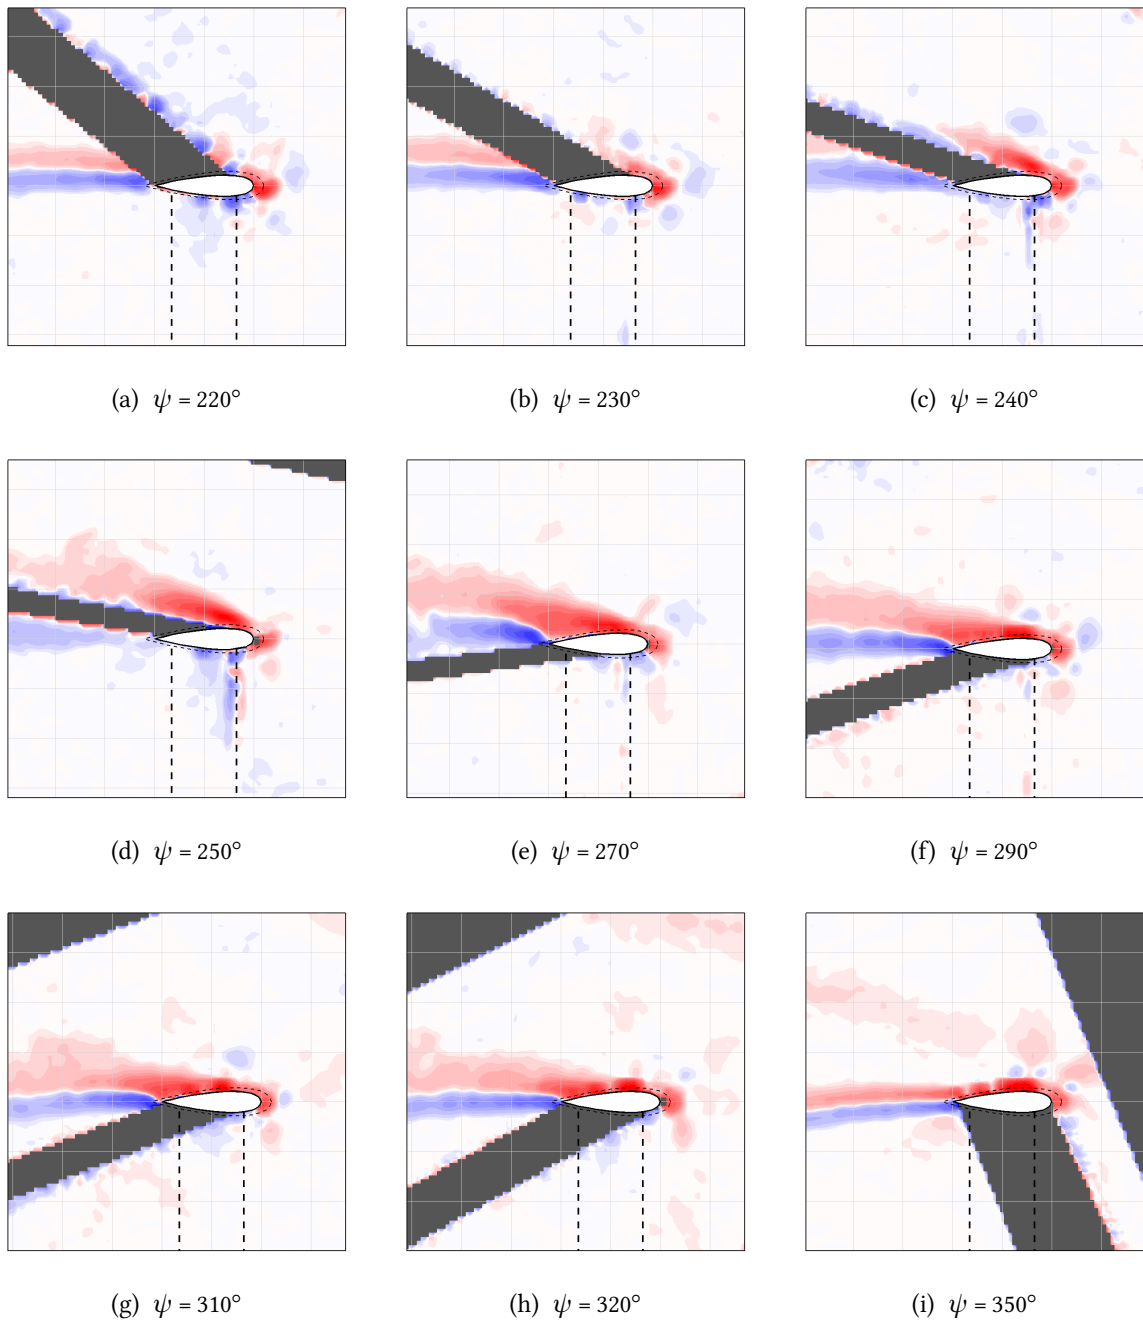 (a) ψ = 220°
(b) ψ = 230°
(c) ψ = 240°
(d) ψ = 250°
(e) ψ = 270°
(f) ψ = 290°
(g) ψ = 310°
(h) ψ = 320°
(i) ψ = 350°